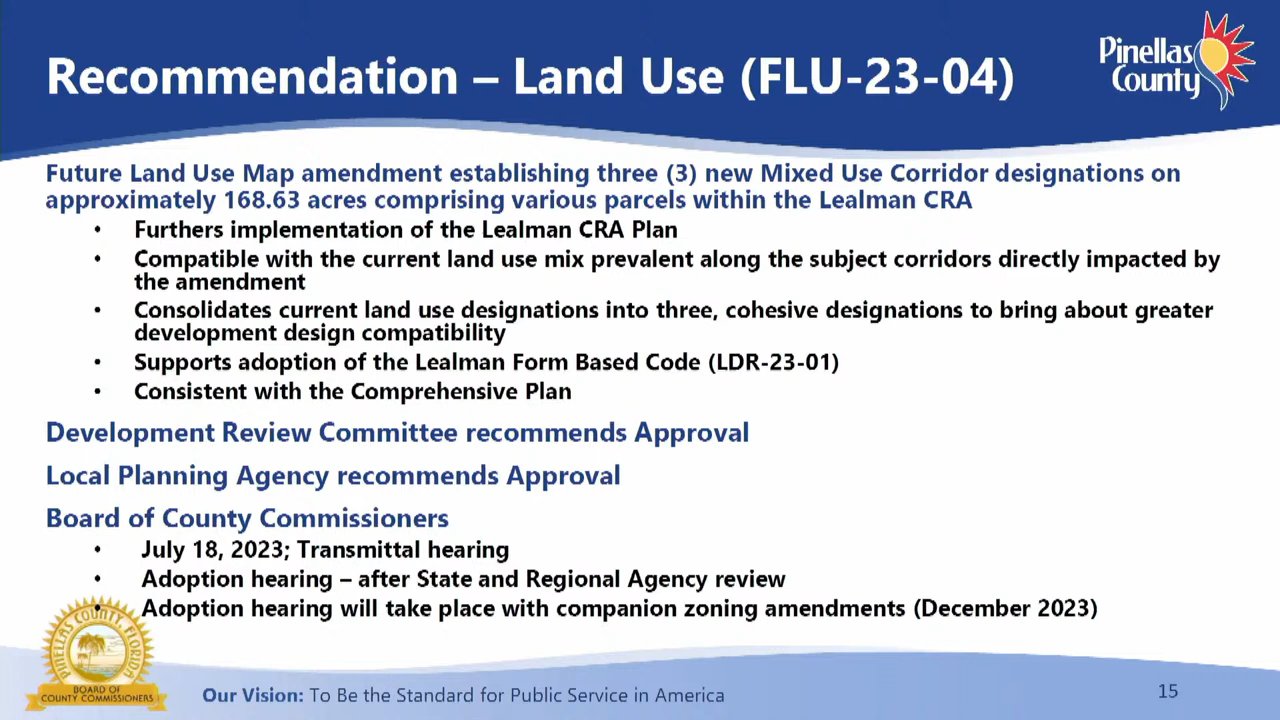 Recommendation – Land Use (FLU-23-04)
Pinellas
County
Future Land Use Map amendment establishing three (3) new Mixed Use Corridor designations on
approximately 168.63 acres comprising various parcels within the Lealman CRA
• Furthers implementation of the Lealman CRA Plan
• Compatible with the current land use mix prevalent along the subject corridors directly impacted by
the amendment
• Consolidates current land use designations into three, cohesive designations to bring about greater
development design compatibility
• Supports adoption of the Lealman Form Based Code (LDR-23-01)
• Consistent with the Comprehensive Plan
Development Review Committee recommends Approval
Local Planning Agency recommends Approval
Board of County Commissioners
• July 18, 2023; Transmittal hearing
• Adoption hearing – after State and Regional Agency review
• Adoption hearing will take place with companion zoning amendments (December 2023)
PINELLAS COUNTY, FLORIDA
BOARD OF
COUNTY COMMISSIONERS
Our Vision: To Be the Standard for Public Service in America
15